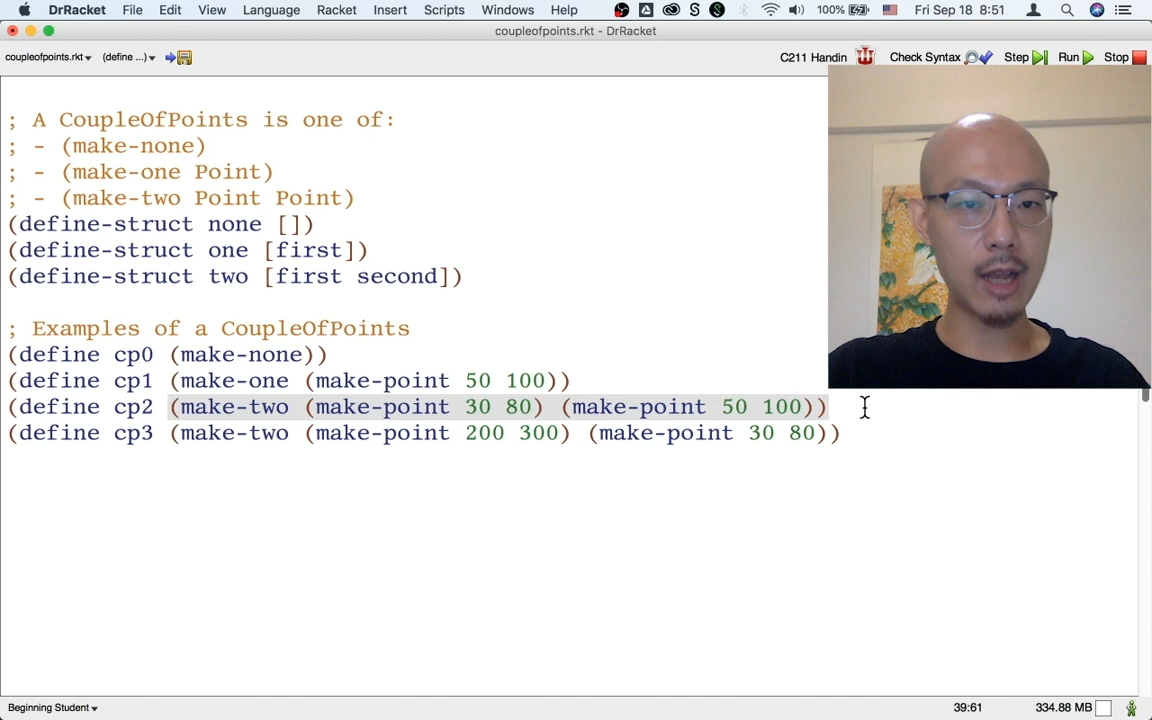 DrRacket File Edit View Language Racket Insert Scripts Windows Help S S 100% Fri Sep 18 8:51
coupleofpoints.rkt - DrRacket
coupleofpoints.rkt (define ...) C211 Handin Check Syntax Step Run Stop
; A CoupleOfPoints is one of:
; - (make-none)
; - (make-one Point)
; - (make-two Point Point)
(define-struct none [])
(define-struct one [first])
(define-struct two [first second])
; Examples of a CoupleOfPoints
(define cp0 (make-none))
(define cp1 (make-one (make-point 50 100))
(define cp2 (make-two (make-point 30 80) (make-point 50 100))
(define cp3 (make-two (make-point 200 300) (make-point 30 80))
Beginning Student 39:61 334.88 MB